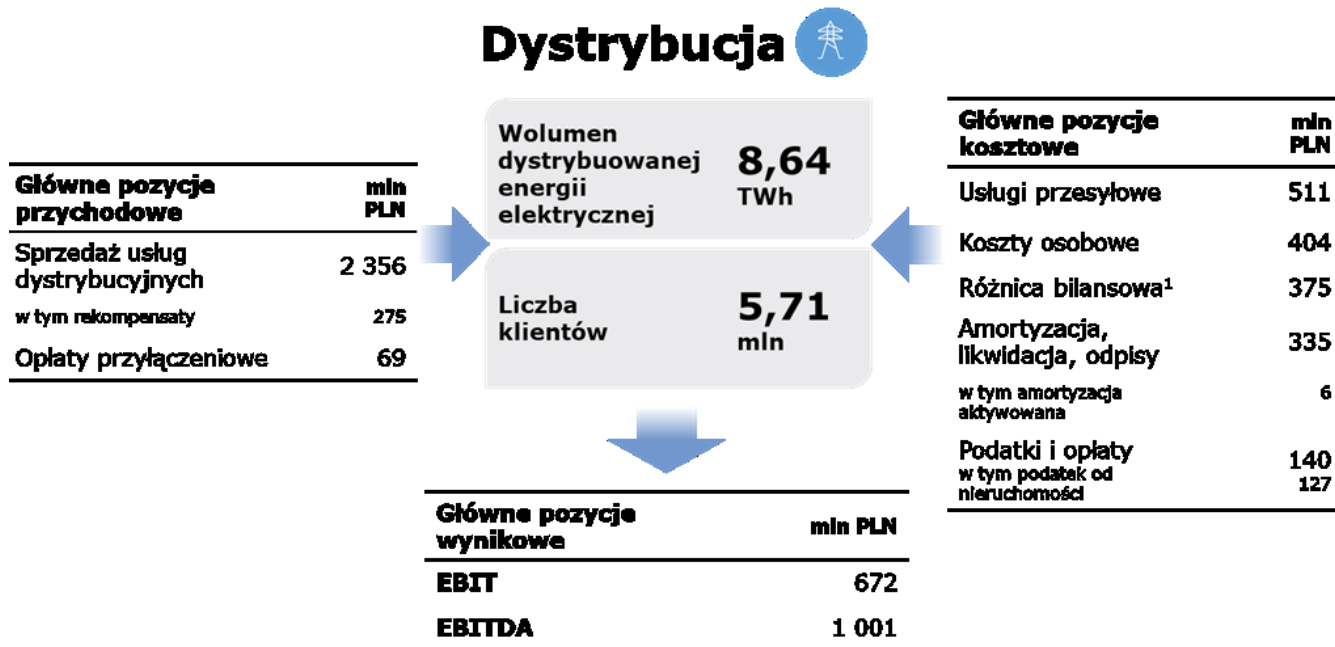 Dystrybucja
Główne pozycje
przychodowe
mln
PLN
Sprzedaż usług
dystrybucyjnych
2 356
w tym rekompensaty 275
Opłaty przyłączeniowe 69
Wolumen
dystrybuowanej
energii
elektrycznej
8,64
TWh
Liczba
klientów
5,71
mln
Główne pozycje
kosztowe
mln
PLN
Usługi przesyłowe 511
Koszty osobowe 404
Różnica bilansowa¹ 375
Amortyzacja,
likwidacja, odpisy
335
w tym amortyzacja 6
aktywowana
Podatki i opłaty 140
w tym podatek od 127
nieruchomości
Główne pozycje
wynikowe
mln PLN
EBIT 672
EBITDA 1 001